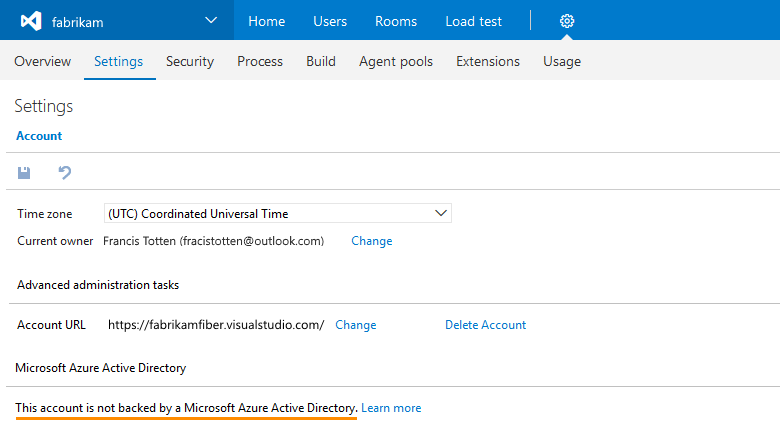 fabrikam Home Users Rooms Load test
Overview Settings Security Process Build Agent pools Extensions Usage
Settings
Account
Time zone (UTC) Coordinated Universal Time
Current owner Francis Totten (fracistotten@outlook.com) Change
Advanced administration tasks
Account URL https://fabrikamfiber.visualstudio.com/ Change Delete Account
Microsoft Azure Active Directory
This account is not backed by a Microsoft Azure Active Directory. Learn more